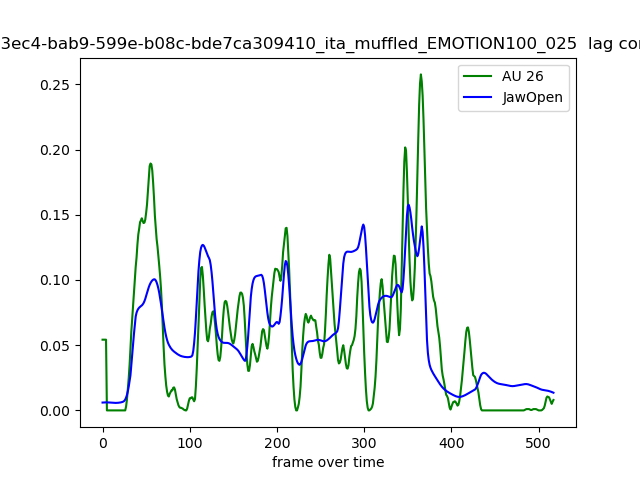 3ec4-bab9-599e-b08c-bde7ca309410_ita_muffled_EMOTION100_025 lag
AU 26
JawOpen
0.25
0.20
0.15
0.10
0.05
0.00
0 100 200 300 400 500
frame over time